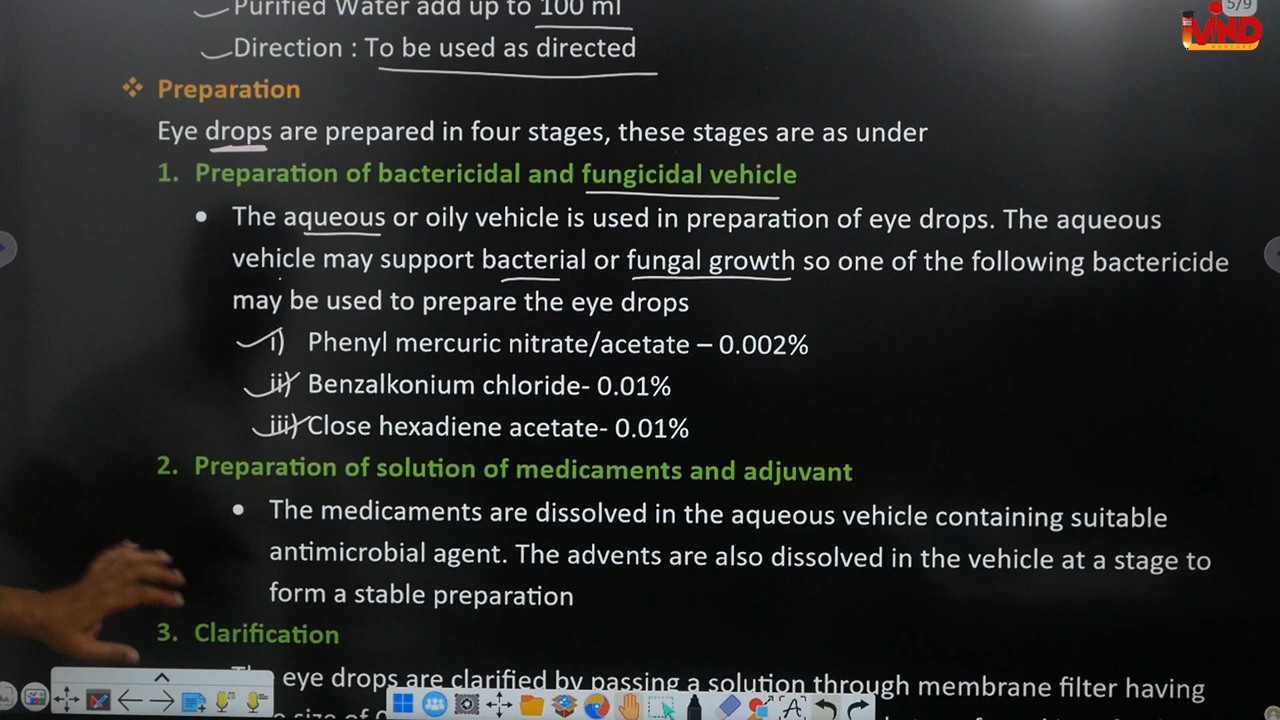 Purified Water add up to 100 ml
5/9
MIND
Direction : To be used as directed
❖ Preparation
Eye drops are prepared in four stages, these stages are as under
1. Preparation of bactericidal and fungicidal vehicle
• The aqueous or oily vehicle is used in preparation of eye drops. The aqueous
vehicle may support bacterial or fungal growth so one of the following bactericide
may be used to prepare the eye drops
i) Phenyl mercuric nitrate/acetate – 0.002%
ii) Benzalkonium chloride- 0.01%
iii) Close hexadiene acetate- 0.01%
2. Preparation of solution of medicaments and adjuvant
• The medicaments are dissolved in the aqueous vehicle containing suitable
antimicrobial agent. The advents are also dissolved in the vehicle at a stage to
form a stable preparation
3. Clarification
eye drops are clarified by passing a solution through membrane filter having
size of